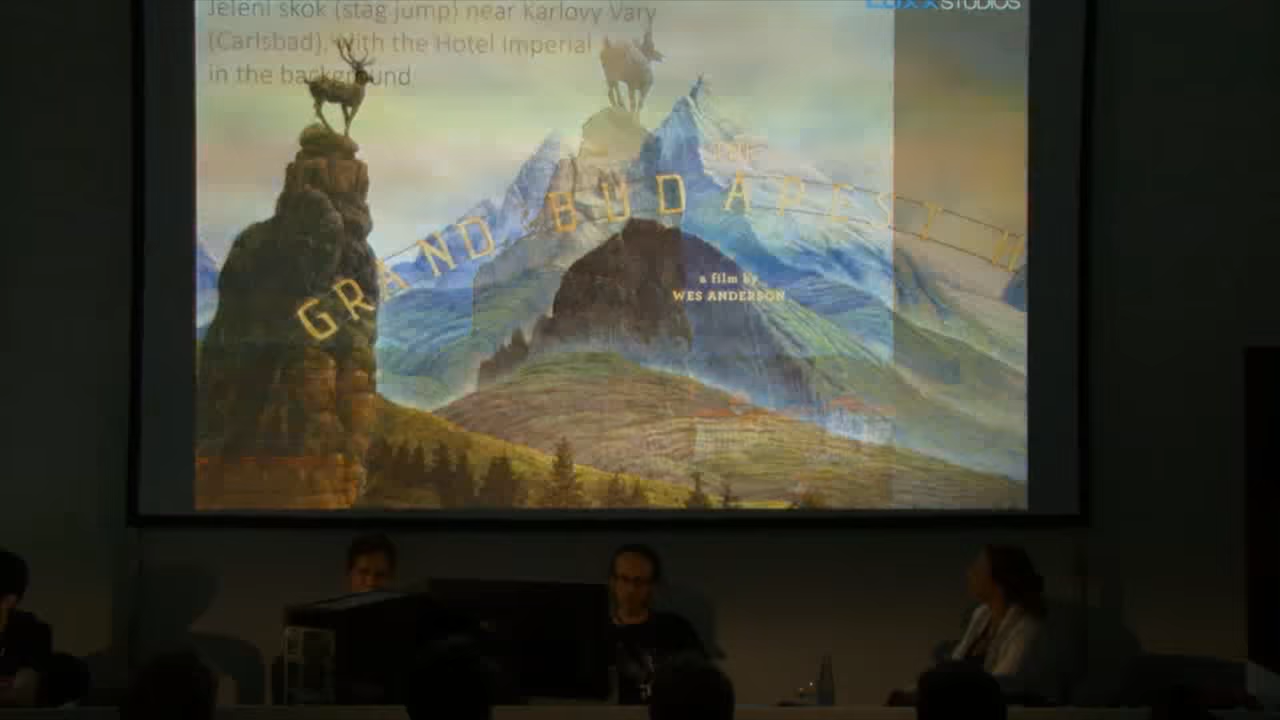 Jelení skok (stag jump) near Karlovy Vary
LUXXSTUDIOS
(Carlsbad). With the Hotel Imperial
in the background
THE
GRAND BUDAPEST H
a film by
WES ANDERSON